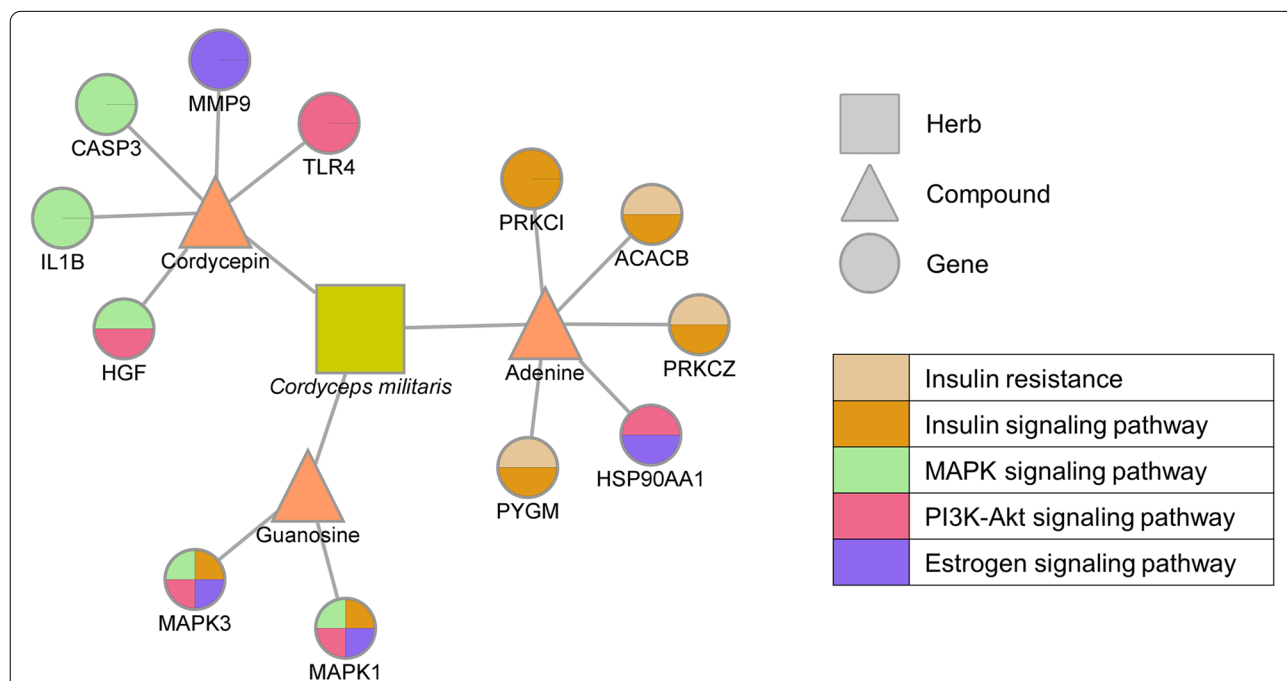 MMP9
CASP3
TLR4
IL1B
Cordycepin
HGF
Cordyceps militaris
PRKCI
ACACB
Adenine
PRKCZ
HSP90AA1
PYGM
Guanosine
MAPK3
MAPK1
Herb
Compound
Gene
Insulin resistance
Insulin signaling pathway
MAPK signaling pathway
PI3K-Akt signaling pathway
Estrogen signaling pathway